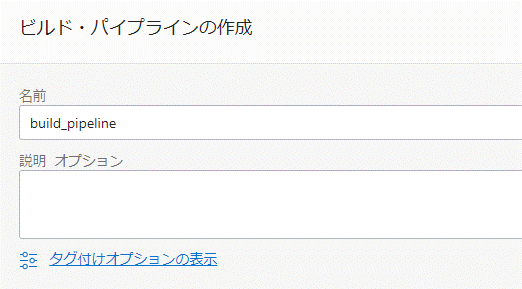 ビルド・パイプラインの作成
名前
build_pipeline
説明 オプション
タグ付けオプションの表示